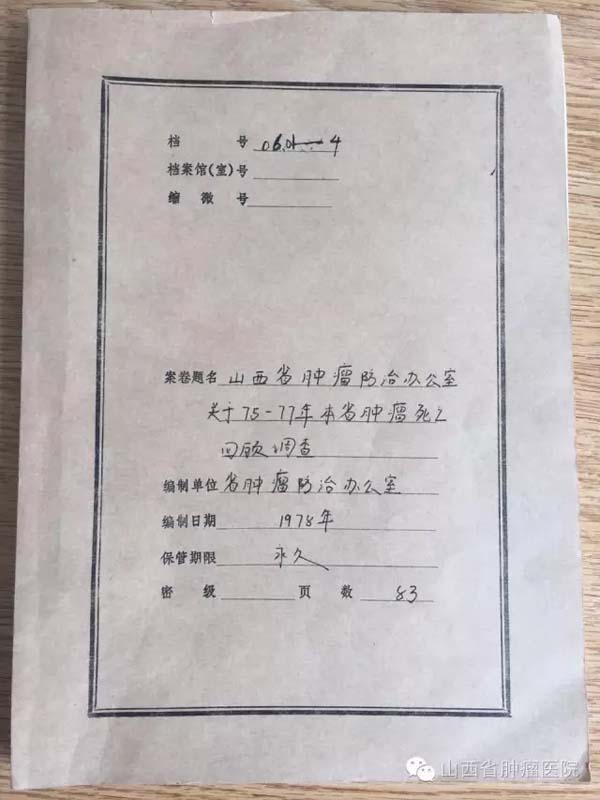 档 号 06.01—4
档案馆(室)号
缩 微 号
案卷题名 山西省肿瘤防治办公室
关于75-77年本省肿瘤死亡
回顾调查
编制单位 省肿瘤防治办公室
编制日期 1978年
保管期限 永久
密 级 页 数 83
山西省肿瘤医院